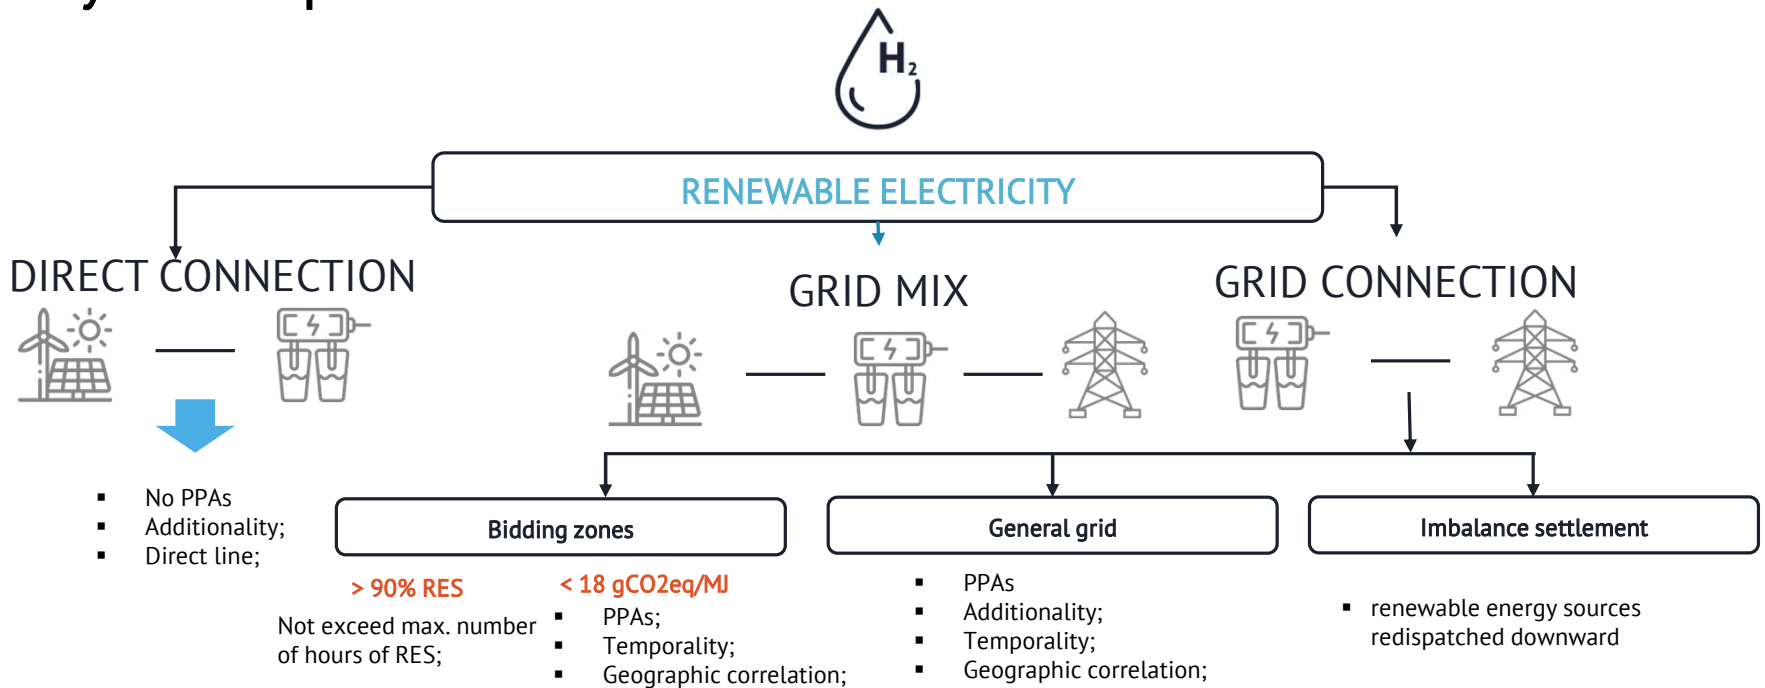 H2
RENEWABLE ELECTRICITY
DIRECT CONNECTION
GRID MIX
GRID CONNECTION
▪ No PPAs
▪ Additionality;
▪ Direct line;
Bidding zones
General grid
Imbalance settlement
> 90% RES
Not exceed max. number
of hours of RES;
< 18 gCO2eq/MJ
▪ PPAs;
▪ Temporality;
▪ Geographic correlation;
▪ PPAs
▪ Additionality;
▪ Temporality;
▪ Geographic correlation;
▪ renewable energy sources
redispatched downward